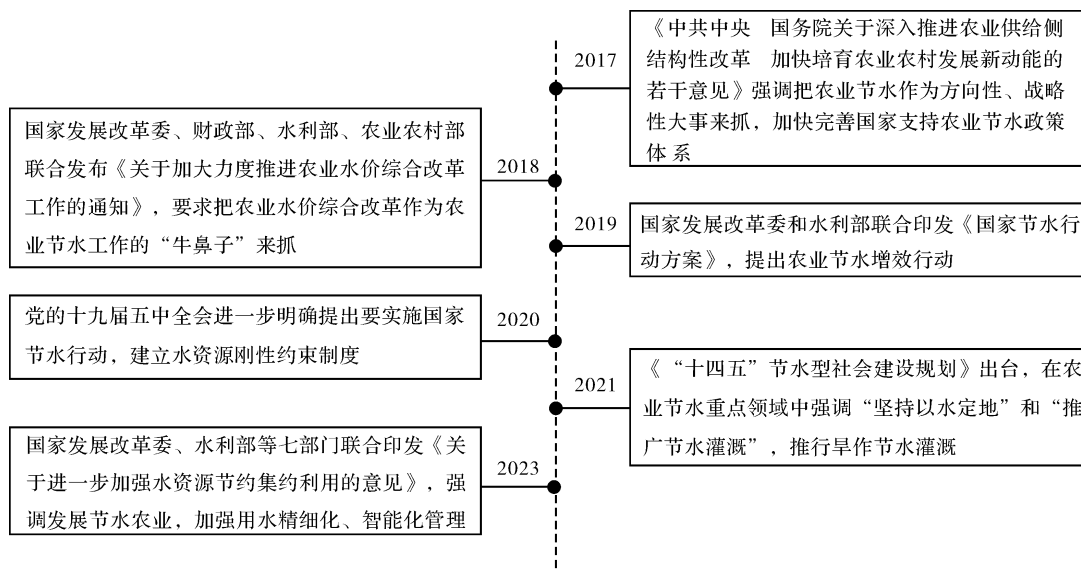 2017
《中共中央 国务院关于深入推进农业供给侧
结构性改革 加快培育农业农村发展新动能的
若干意见》强调把农业节水作为方向性、战略
性大事来抓，加快完善国家支持农业节水政策
体系
2018
国家发展改革委、财政部、水利部、农业农村部
联合发布《关于加大力度推进农业水价综合改革
工作的通知》，要求把农业水价综合改革作为农
业节水工作的“牛鼻子”来抓
2019
国家发展改革委和水利部联合印发《国家节水行
动方案》，提出农业节水增效行动
2020
党的十九届五中全会进一步明确提出要实施国家
节水行动，建立水资源刚性约束制度
2021
《“十四五”节水型社会建设规划》出台，在农
业节水重点领域中强调“坚持以水定地”和“推
广节水灌溉”，推行旱作节水灌溉
2023
国家发展改革委、水利部等七部门联合印发《关
于进一步加强水资源节约集约利用的意见》，强
调发展节水农业，加强用水精细化、智能化管理